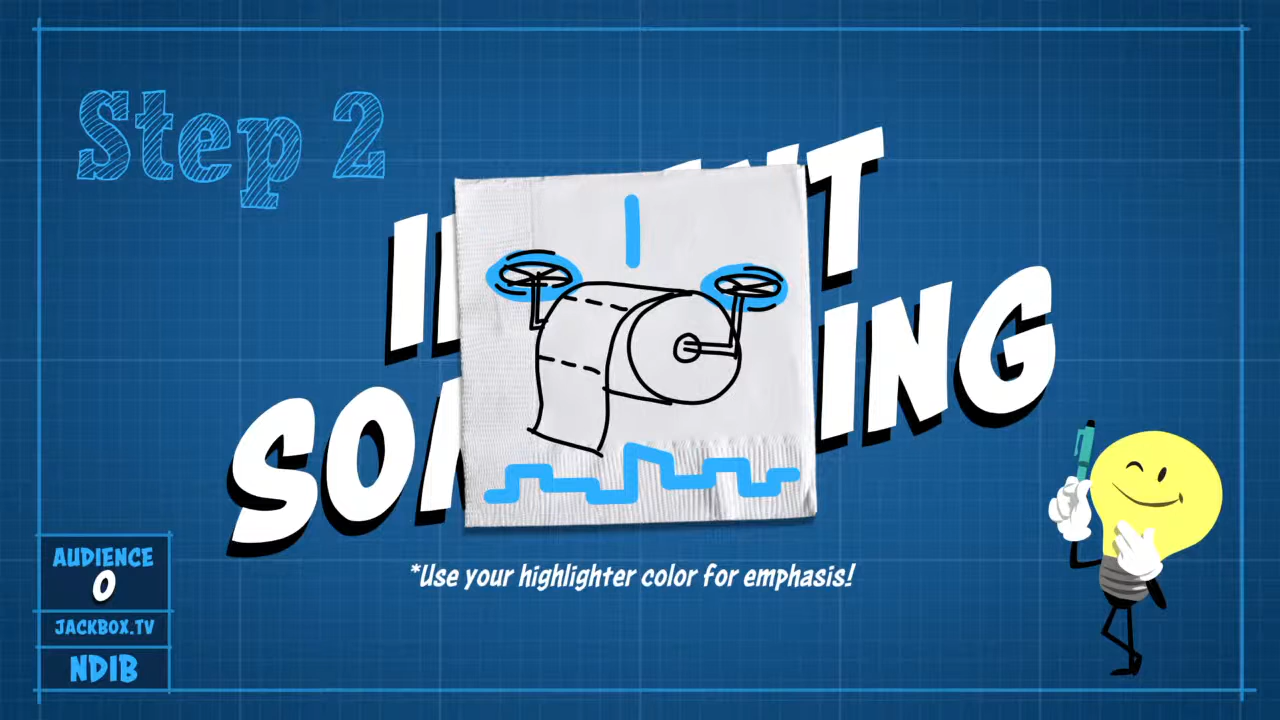 Step 2
*Use your highlighter color for emphasis!
AUDIENCE
0
JACKBOX.TV
NDIB